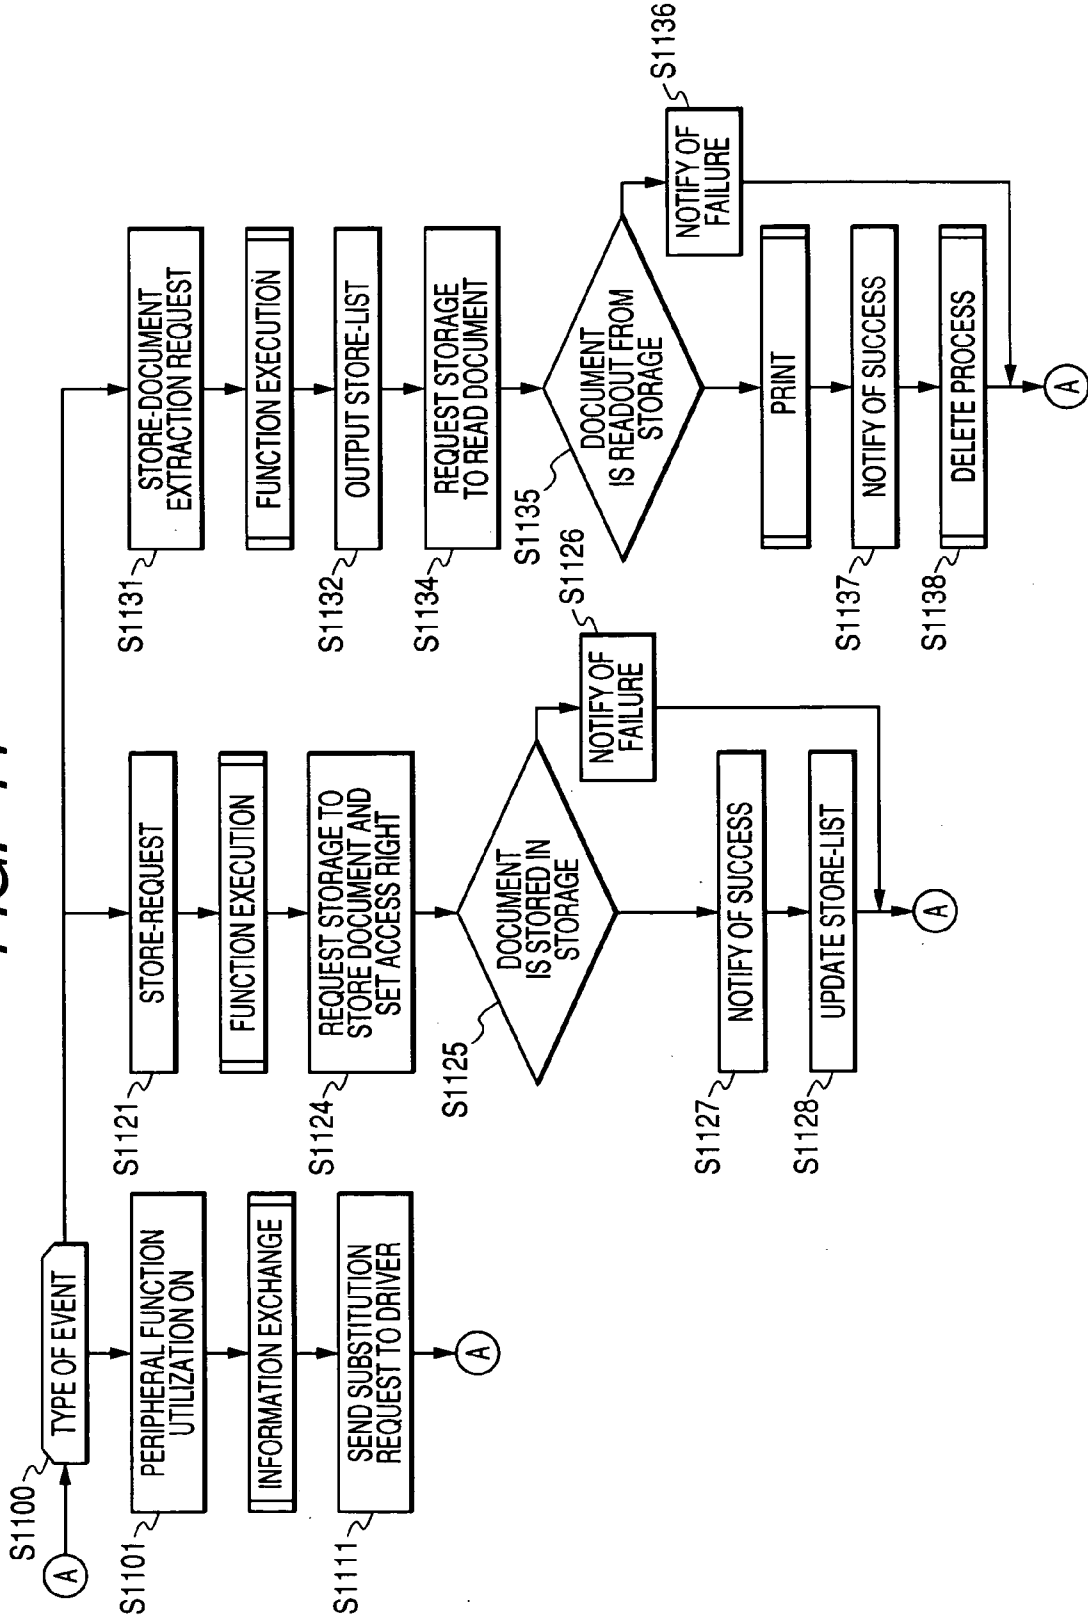 A
S1100
TYPE OF EVENT
S1101
PERIPHERAL FUNCTION
UTILIZATION ON
INFORMATION EXCHANGE
S1111
SEND SUBSTITUTION
REQUEST TO DRIVER
A
S1121
STORE-REQUEST
FUNCTION EXECUTION
S1124
REQUEST STORAGE TO
STORE DOCUMENT AND
SET ACCESS RIGHT
S1125
DOCUMENT
IS STORED IN
STORAGE
S1126
NOTIFY OF
FAILURE
S1127
NOTIFY OF SUCCESS
S1128
UPDATE STORE-LIST
A
S1131
STORE-DOCUMENT
EXTRACTION REQUEST
FUNCTION EXECUTION
S1132
OUTPUT STORE-LIST
S1134
REQUEST STORAGE
TO READ DOCUMENT
S1135
DOCUMENT
IS READOUT FROM
STORAGE
S1136
NOTIFY OF
FAILURE
PRINT
S1137
NOTIFY OF SUCCESS
S1138
DELETE PROCESS
A